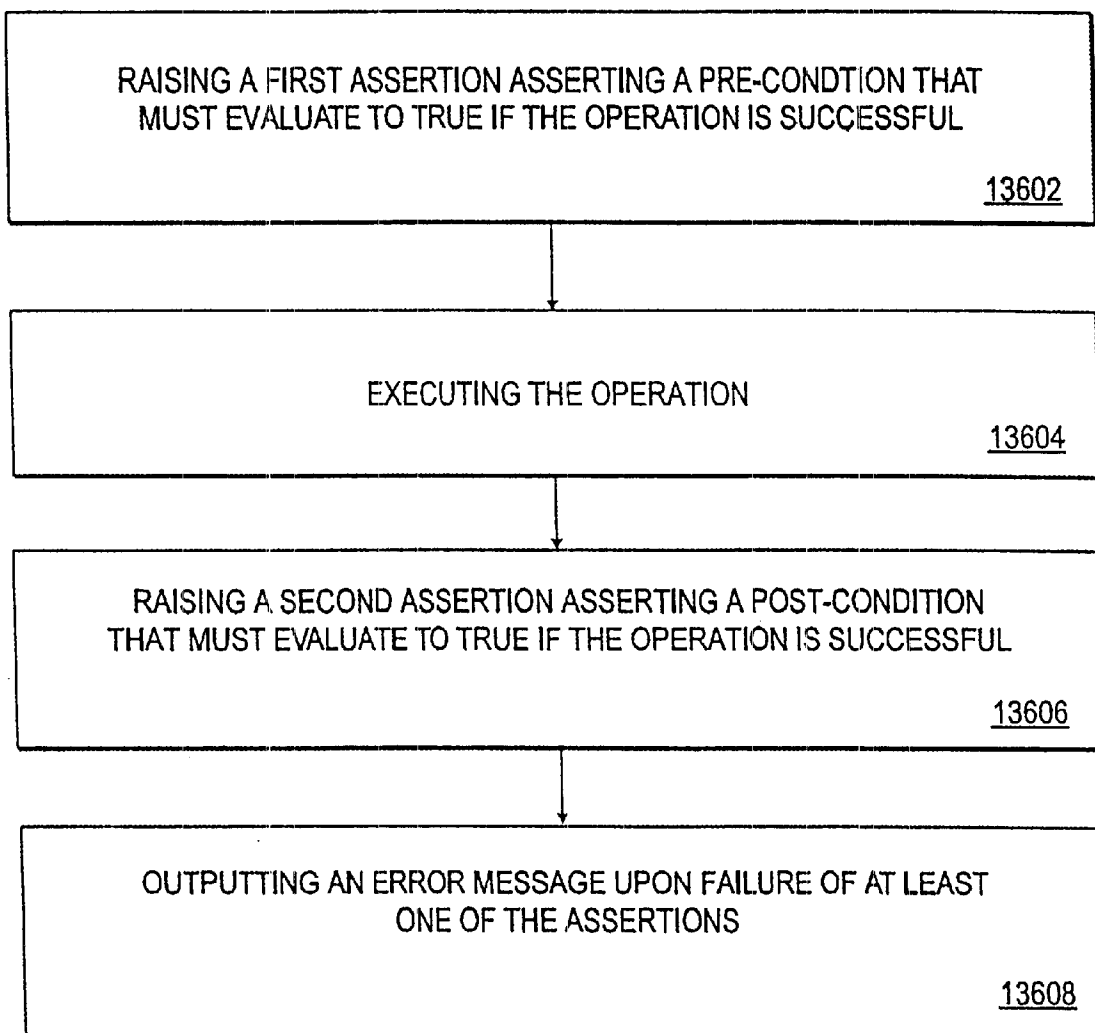 RAISING A FIRST ASSERTION ASSERTING A PRE-CONDTION THAT
MUST EVALUATE TO TRUE IF THE OPERATION IS SUCCESSFUL
13602
EXECUTING THE OPERATION
13604
RAISING A SECOND ASSERTION ASSERTING A POST-CONDITION
THAT MUST EVALUATE TO TRUE IF THE OPERATION IS SUCCESSFUL
13606
OUTPUTTING AN ERROR MESSAGE UPON FAILURE OF AT LEAST
ONE OF THE ASSERTIONS
13608